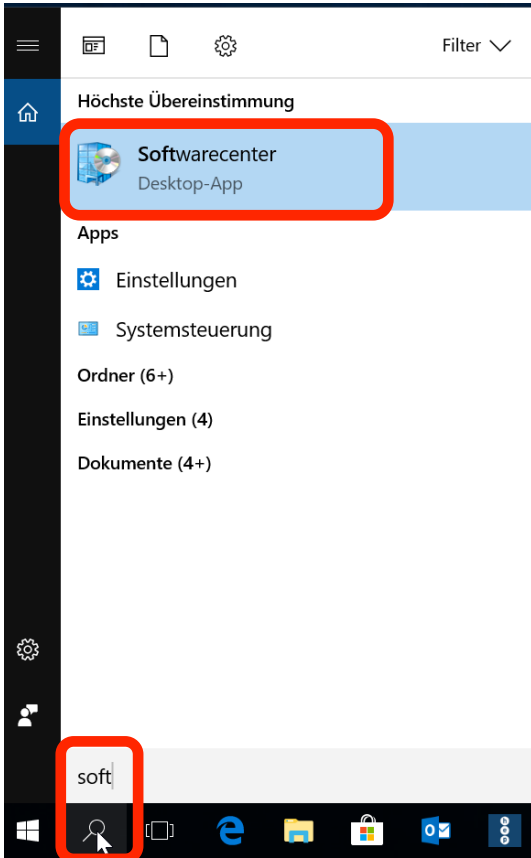 Filter
Höchste Übereinstimmung
Softwarecenter
Desktop-App
Apps
Einstellungen
Systemsteuerung
Ordner (6+)
Einstellungen (4)
Dokumente (4+)
soft